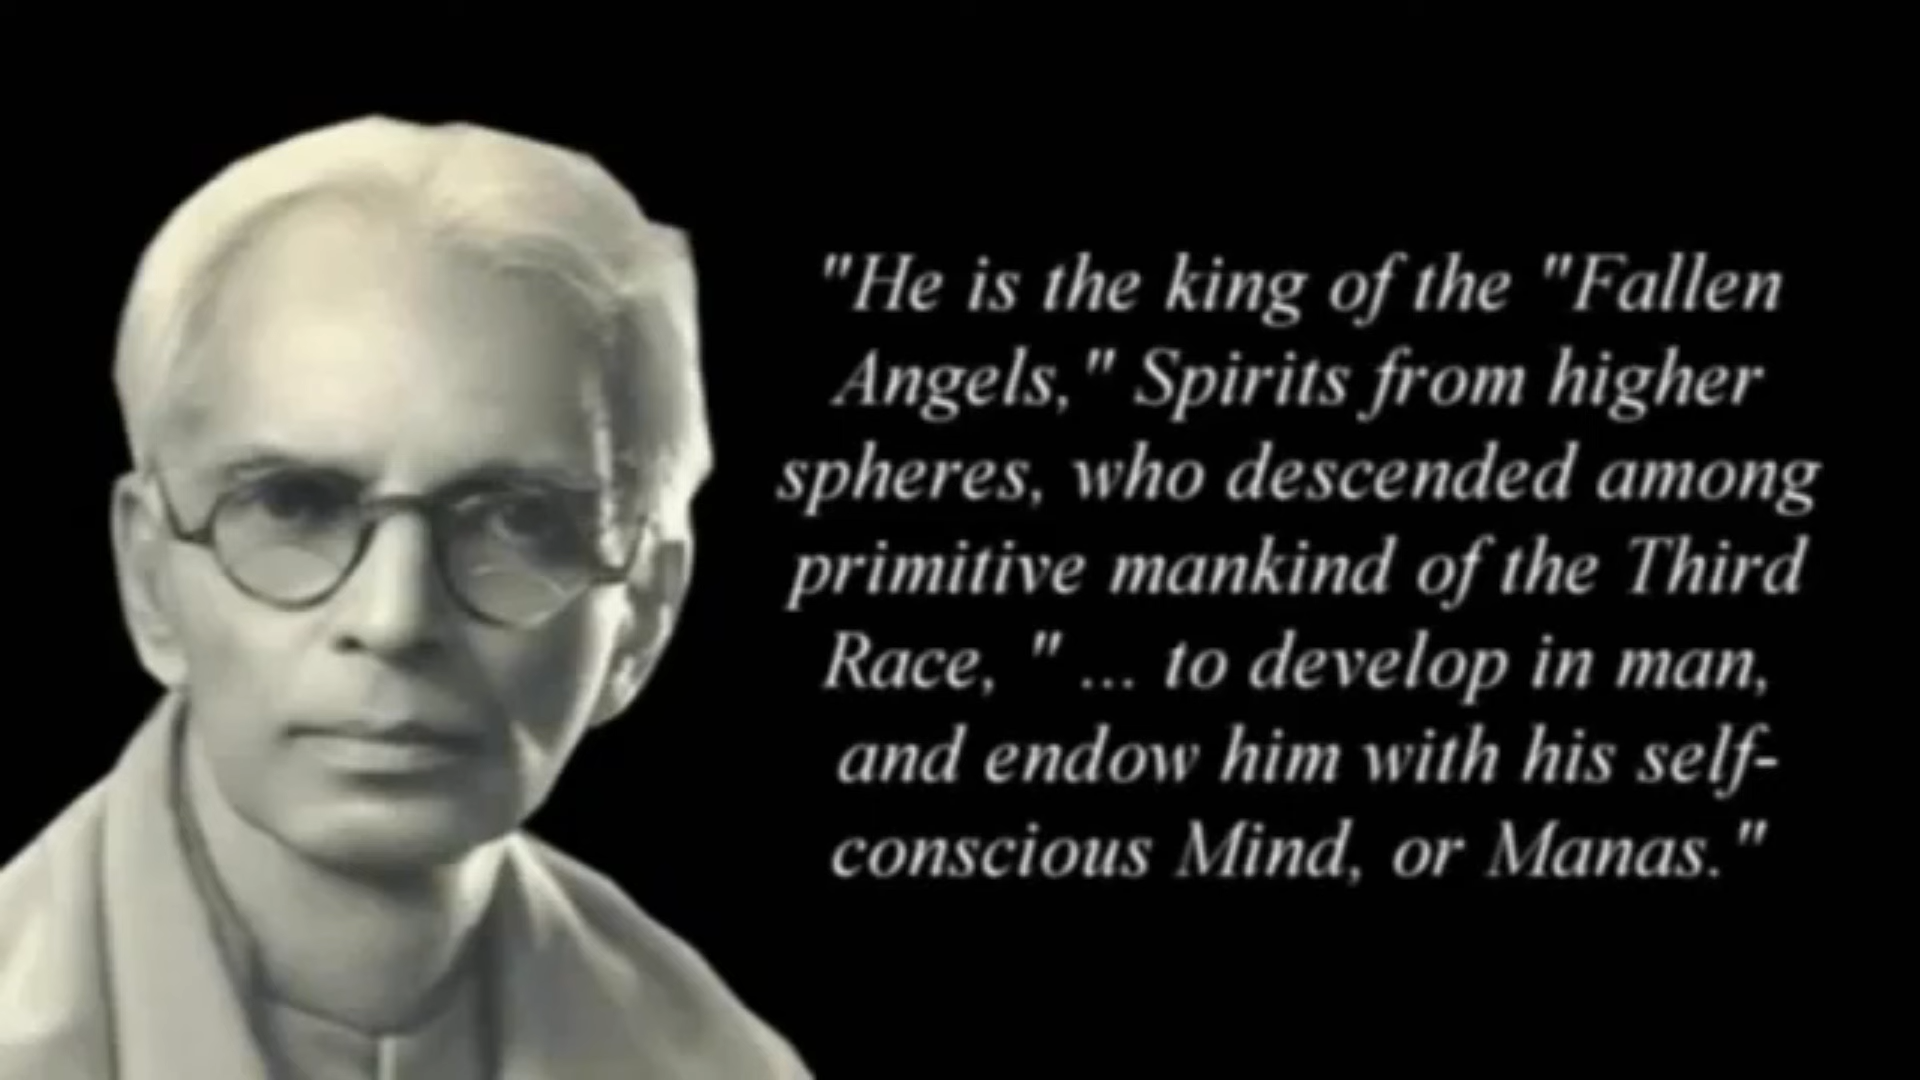 "He is the king of the "Fallen
Angels," Spirits from higher
spheres, who descended among
primitive mankind of the Third
Race, " ... to develop in man,
and endow him with his self-
conscious Mind, or Manas."